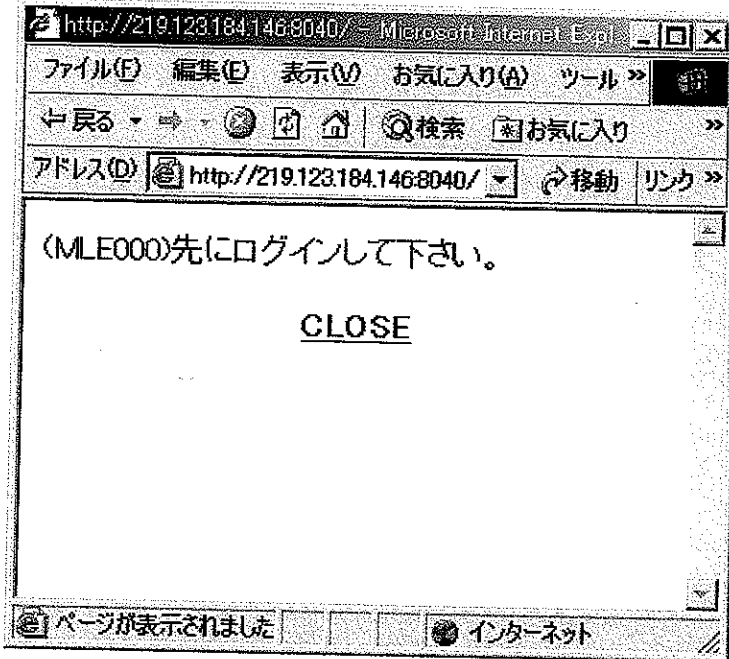 http://219.123.184.146:8040/ - Microsoft Internet Expl
ファイル(F) 編集(E) 表示(V) お気に入り(A) ツール »
戻る 検索 お気に入り »
アドレス(D) http://219.123.184.146:8040/ 移動 リンク »
(MLE000)先にログインして下さい。
CLOSE
ページが表示されました インターネット